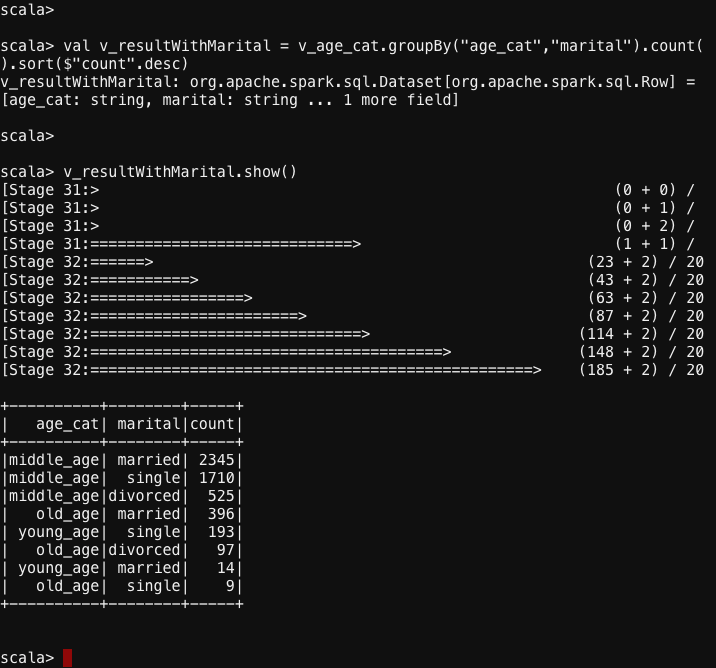 scala>
scala> val v_resultWithMarital = v_age_cat.groupBy("age_cat","marital").count(
).sort($"count".desc)
v_resultWithMarital: org.apache.spark.sql.Dataset[org.apache.spark.sql.Row] =
[age_cat: string, marital: string ... 1 more field]
scala>
scala> v_resultWithMarital.show()
[Stage 31:>                                                         (0 + 0) /
[Stage 31:>                                                         (0 + 1) /
[Stage 31:>                                                         (0 + 2) /
[Stage 31:=============================>                            (1 + 1) /
[Stage 32:======>                                                (23 + 2) / 20
[Stage 32:===========>                                           (43 + 2) / 20
[Stage 32:=================>                                     (63 + 2) / 20
[Stage 32:=======================>                               (87 + 2) / 20
[Stage 32:==============================>                       (114 + 2) / 20
[Stage 32:=======================================>              (148 + 2) / 20
[Stage 32:=================================================>    (185 + 2) / 20
+----------+--------+-----+
|   age_cat| marital|count|
+----------+--------+-----+
|middle_age| married| 2345|
|middle_age|  single| 1710|
|middle_age|divorced|  525|
|   old_age| married|  396|
| young_age|  single|  193|
|   old_age|divorced|   97|
| young_age| married|   14|
|   old_age|  single|    9|
+----------+--------+-----+
scala>